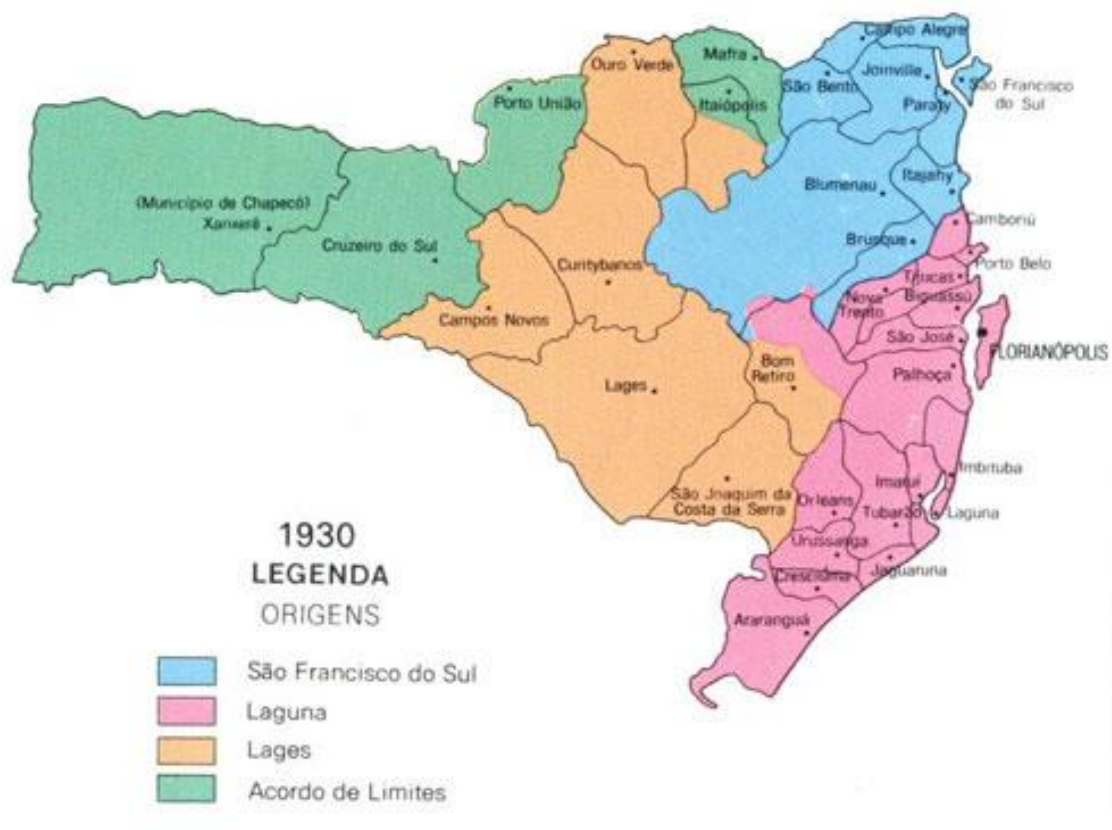 Campo Alegre
Mafra
Ouro Verde
São Bento
Joinville
São Francisco
do Sul
Porto União
Itaiópolis
Paraty
Blumenau
Itajahy
(Município de Chapecó)
Xanxerê
Camboriú
Cruzeiro do Sul
Brusque
Porto Belo
Curitybanos
Tijucas
Nova
Trento
Biguassú
Campos Novos
São José
FLORIANÓPOLIS
Bom
Retiro
Palhoça
Lages
Imbituba
São Joaquim da
Costa da Serra
Orleans
Imaruí
Tubarão
Laguna
Urussanga
Cresciúma
Jaguaruna
Araranguá
1930
LEGENDA
ORIGENS
São Francisco do Sul
Laguna
Lages
Acordo de Limites